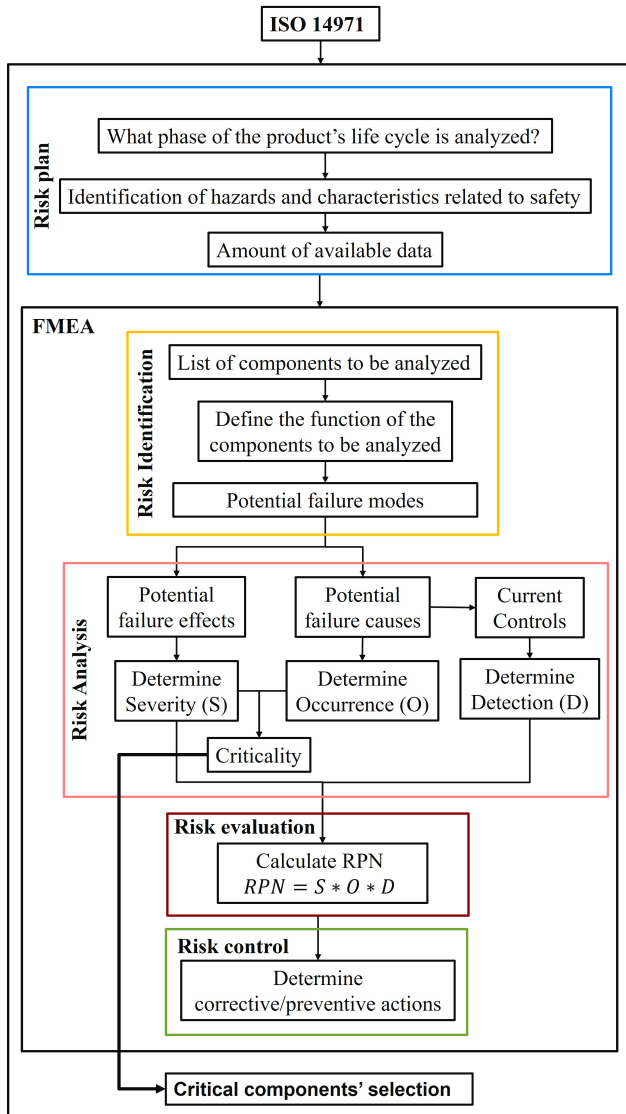 ISO 14971
Risk plan
What phase of the product's life cycle is analyzed?
Identification of hazards and characteristics related to safety
Amount of available data
FMEA
Risk Identification
List of components to be analyzed
Define the function of the
components to be analyzed
Potential failure modes
Risk Analysis
Potential
failure effects
Potential
failure causes
Current
Controls
Determine
Severity (S)
Determine
Occurrence (O)
Determine
Detection (D)
Criticality
Risk evaluation
Calculate RPN
RPN = S * O * D
Risk control
Determine
corrective/preventive actions
Critical components' selection